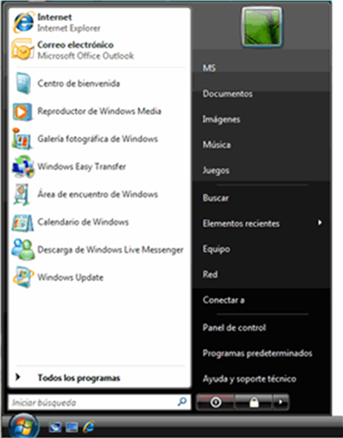 Internet
Internet Explorer
Correo electrónico
Microsoft Office Outlook
Centro de bienvenida
Reproductor de Windows Media
Galería fotográfica de Windows
Windows Easy Transfer
Área de encuentro de Windows
Calendario de Windows
Descarga de Windows Live Messenger
Windows Update
Todos los programas
Iniciar búsqueda
MS
Documentos
Imágenes
Música
Juegos
Buscar
Elementos recientes
Equipo
Red
Conectar a
Panel de control
Programas predeterminados
Ayuda y soporte técnico